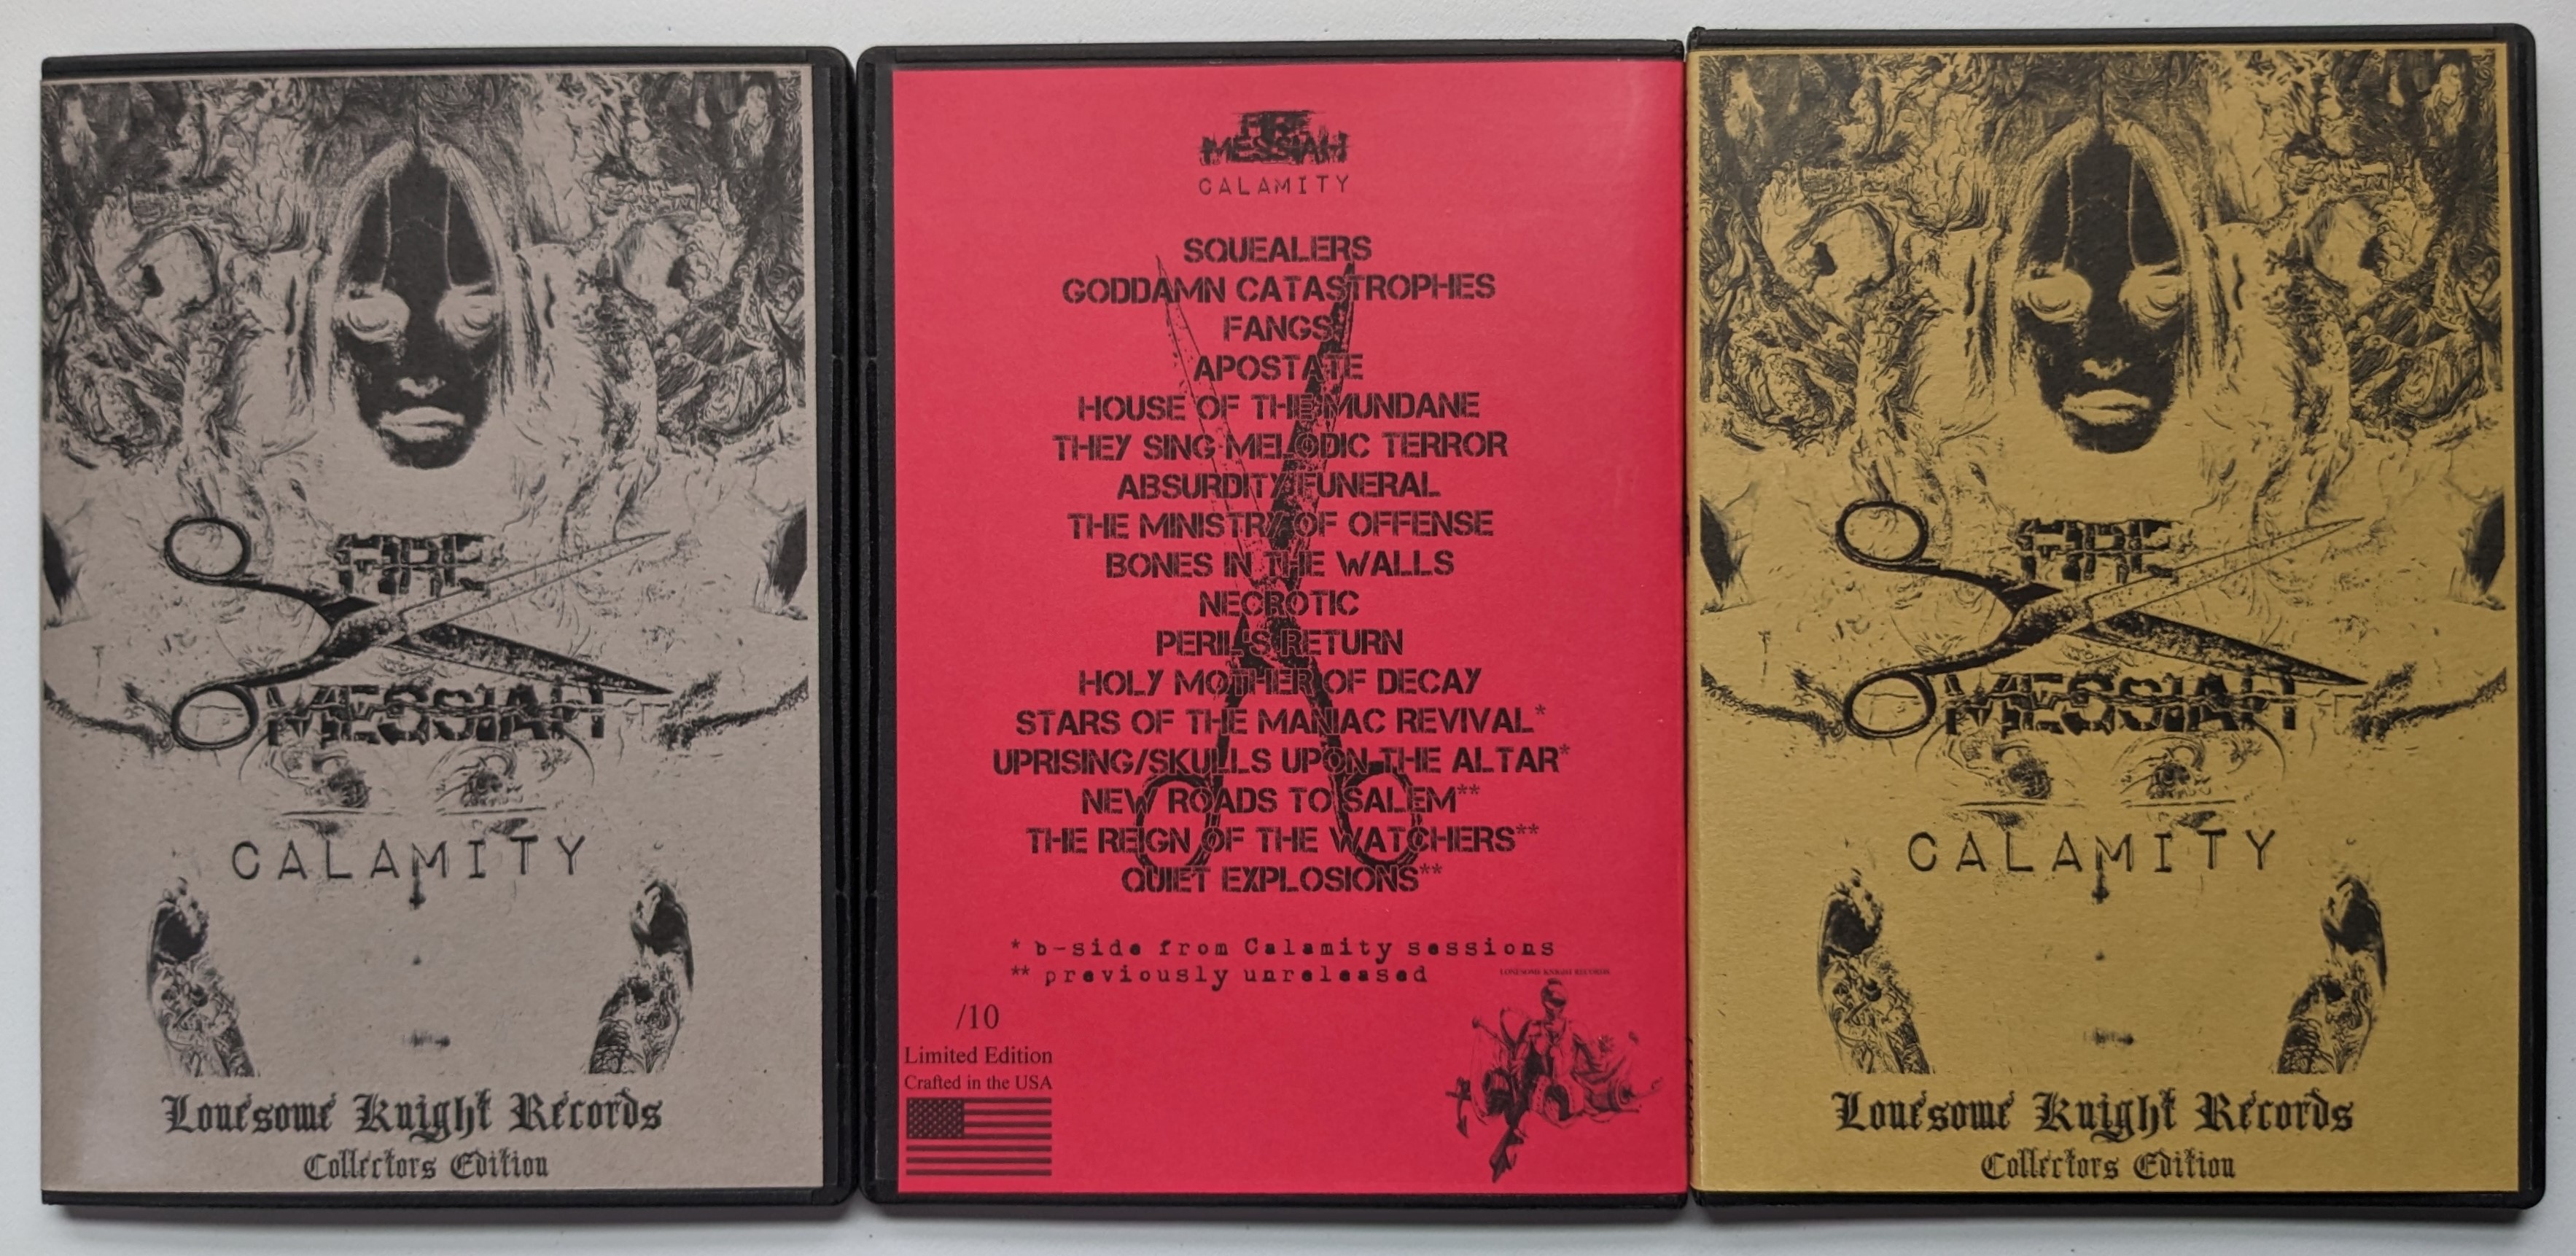 FIRE
MESSIAH
CALAMITY
Lonesome Knight Records
Collectors Edition
FIRE
MESSIAH
CALAMITY
SQUEALERS
GODDAMN CATASTROPHES
FANGS
APOSTATE
HOUSE OF THE MUNDANE
THEY SING MELODIC TERROR
ABSURDITY FUNERAL
THE MINISTRY OF OFFENSE
BONES IN THE WALLS
NECROTIC
PERIL'S RETURN
HOLY MOTHER OF DECAY
STARS OF THE MANIAC REVIVAL*
UPRISING/SKULLS UPON THE ALTAR*
NEW ROADS TO SALEM**
THE REIGN OF THE WATCHERS**
QUIET EXPLOSIONS**
* b-side from Calamity sessions
** previously unreleased
LONESOME KNIGHT RECORDS
/10
Limited Edition
Crafted in the USA
FIRE
MESSIAH
CALAMITY
Lonesome Knight Records
Collectors Edition